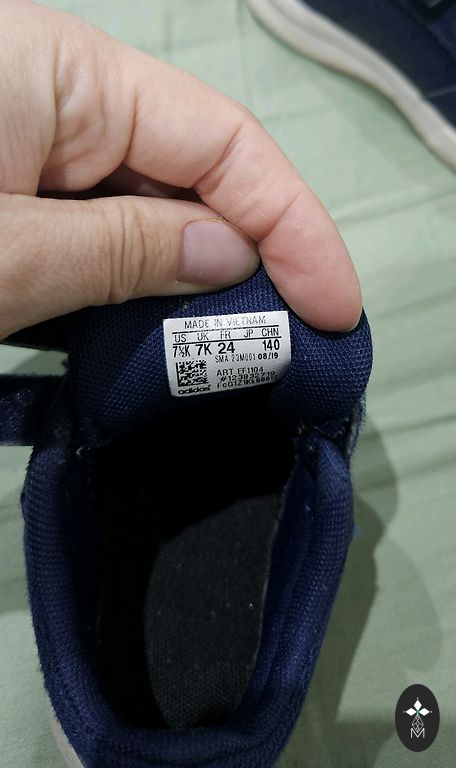 MADE IN VIETNAM
US UK FR JP CHN
7½K 7K 24 140
SMA 23M001 08/19
ART EF1104
adidas
M